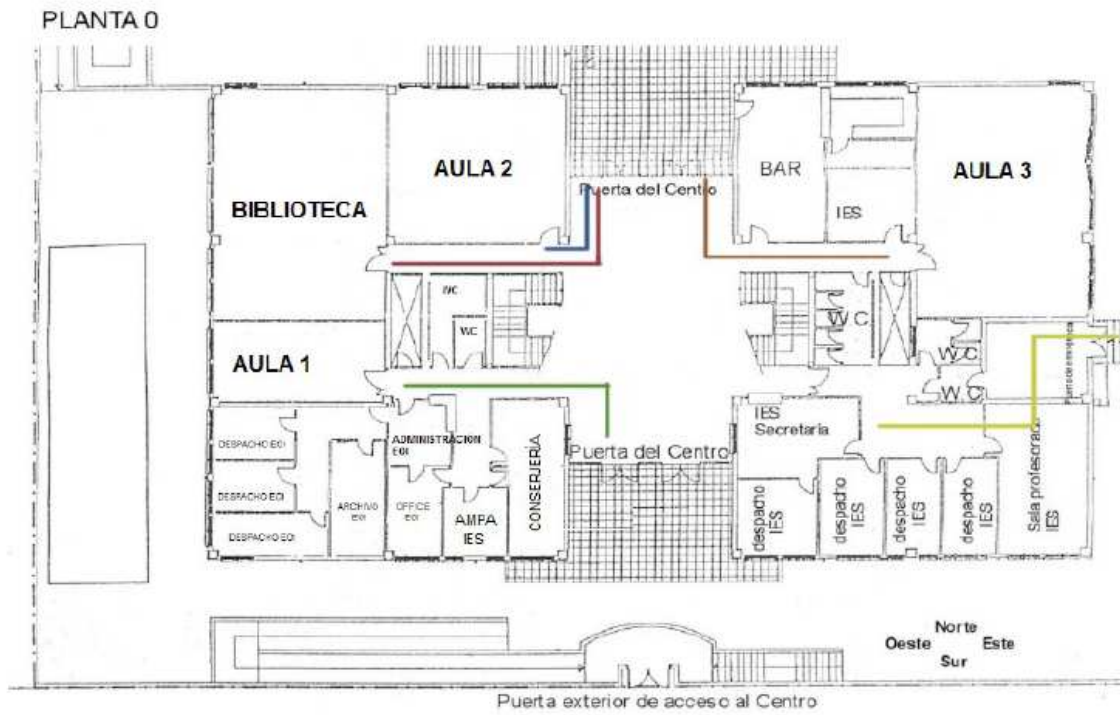 PLANTA 0
AULA 2
BAR
AULA 3
Puerta del Centro
BIBLIOTECA
IES
WC
WC
W C
AULA 1
W C
W C
IES
Secretaria
DESPACHO EOI
ADMINISTRACION
EOI
Puerta del Centro
CONSERJERÍA
DESPACHO EOI
ARCHIVO
EOI
OFFICE
EOI
AMPA
IES
DESPACHO EOI
despacho
IES
despacho
IES
despacho
IES
despacho
IES
Sala profesorado
IES
Norte
Oeste
Este
Sur
Puerta exterior de acceso al Centro